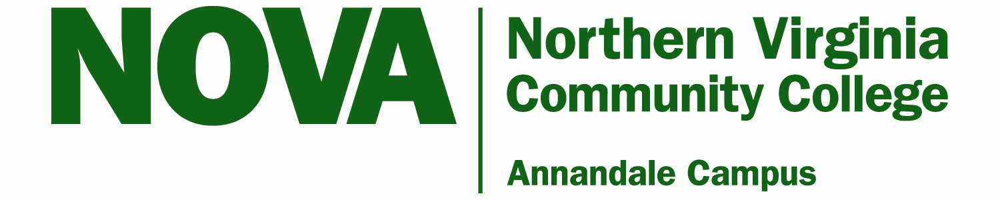 NOVA
Northern Virginia
Community College
Annandale Campus